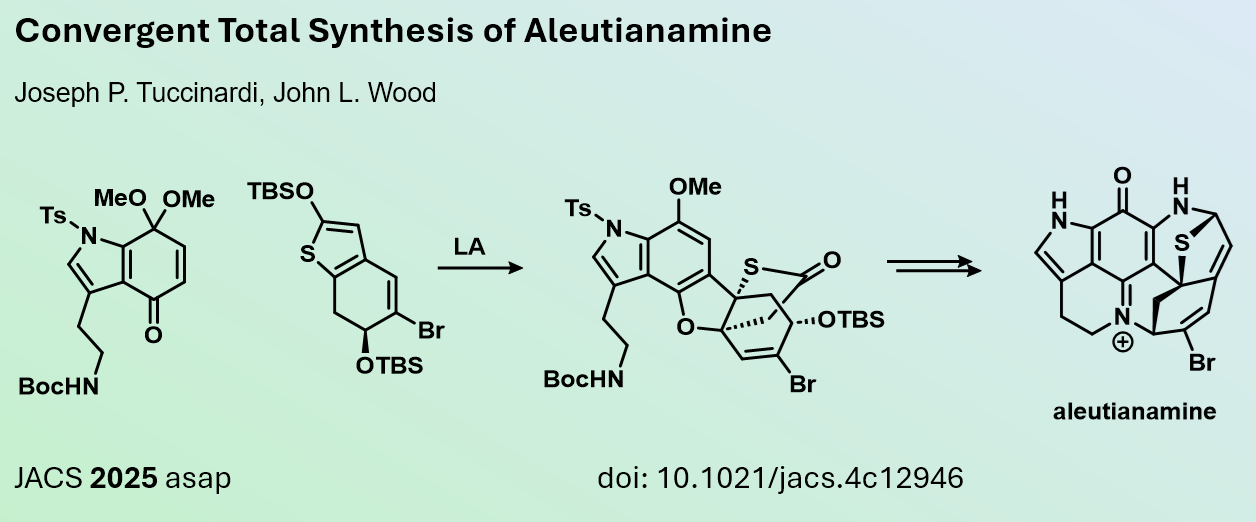 Convergent Total Synthesis of Aleutianamine
Joseph P. Tuccinardi, John L. Wood
MeO OMe
Ts
N
O
BocHN
TBSO
S
Br
OTBS
LA
OMe
Ts
N
S
O
O
OTBS
BocHN
Br
O
H
N
H
N
S
N
⊕
Br
aleutianamine
JACS 2025 asap
doi: 10.1021/jacs.4c12946